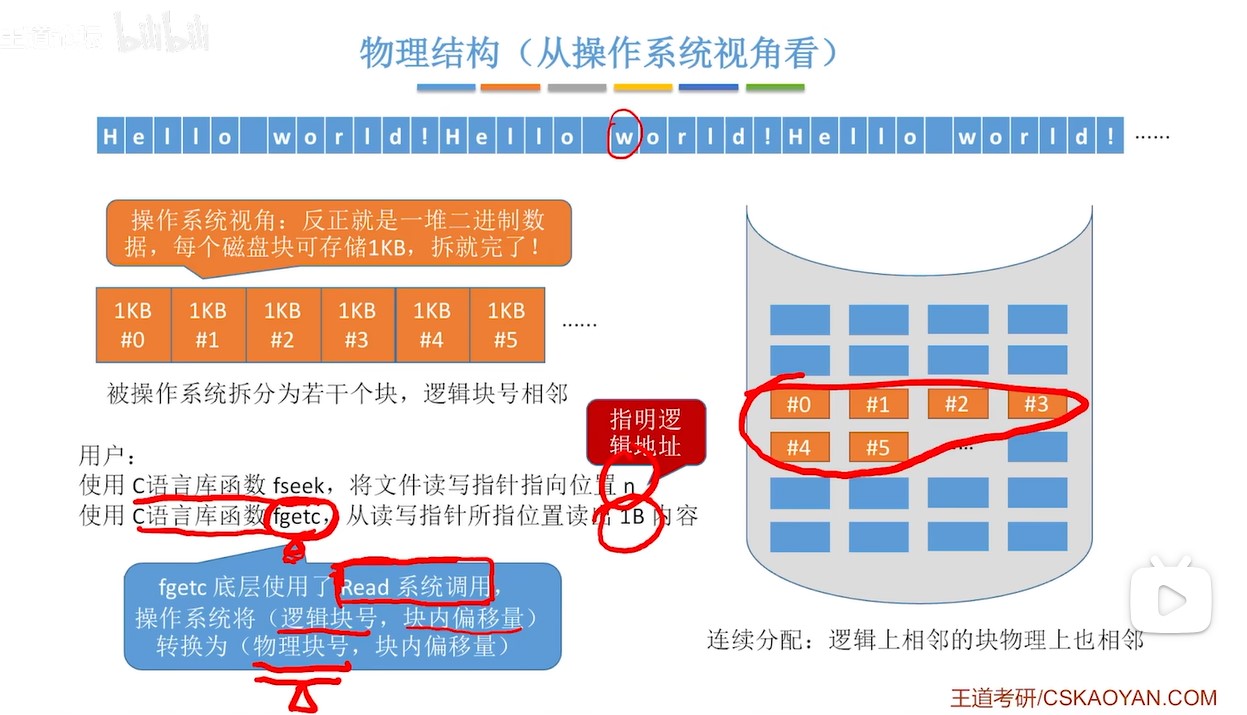 王道论坛 bilibili
物理结构（从操作系统视角看）
Hello world!Hello world!Hello world! ······
操作系统视角：反正就是一堆二进制数
据，每个磁盘块可存储1KB，拆就完了！
1KB 1KB 1KB 1KB 1KB 1KB
#0 #1 #2 #3 #4 #5 ······
被操作系统拆分为若干个块，逻辑块号相邻
指明逻
辑地址
用户：
使用 C语言库函数 fseek，将文件读写指针指向位置 n
使用 C语言库函数 fgetc，从读写指针所指位置读出 1B 内容
fgetc 底层使用了 Read 系统调用，
操作系统将（逻辑块号，块内偏移量）
转换为（物理块号，块内偏移量）
#0 #1 #2 #3
#4 #5 ······
连续分配：逻辑上相邻的块物理上也相邻
王道考研/CSKAOYAN.COM